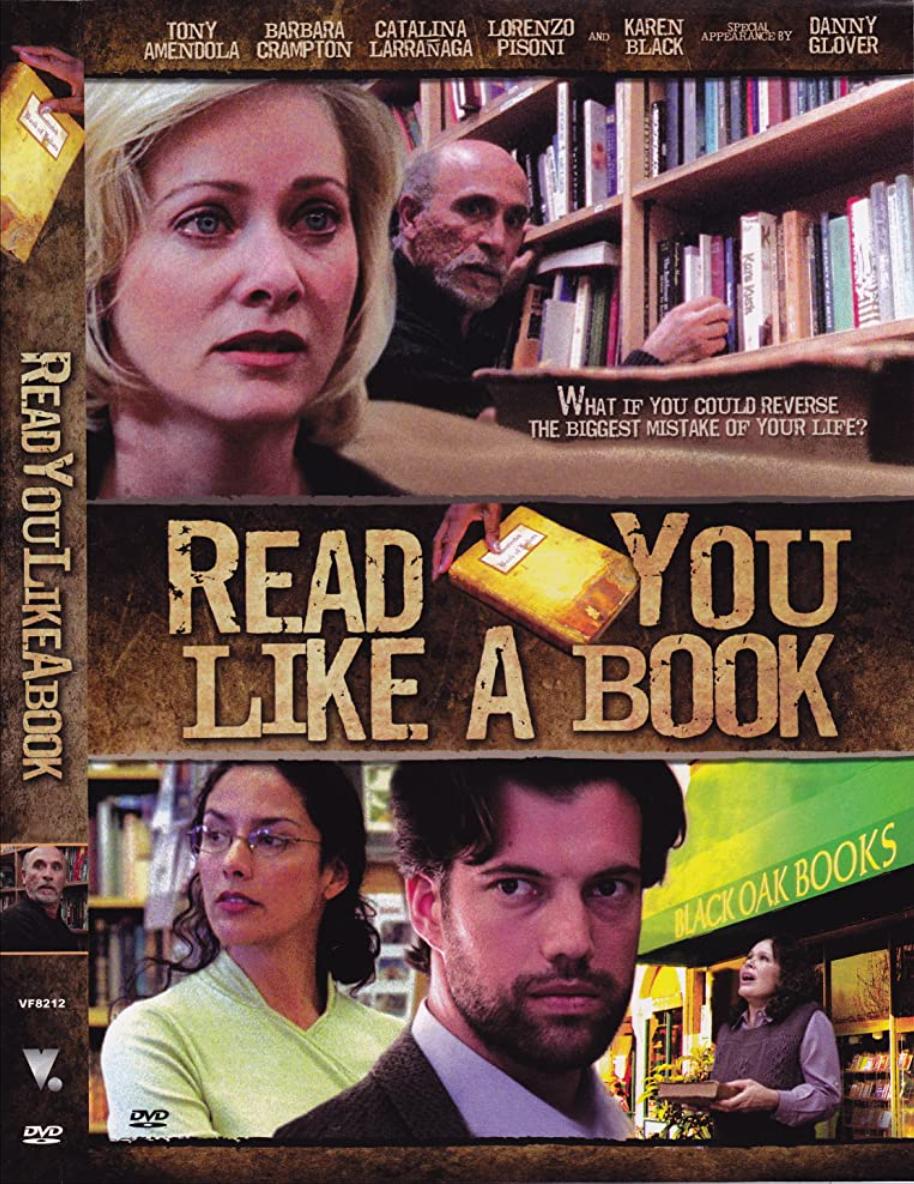 TONY
AMENDOLA
BARBARA
CRAMPTON
CATALINA
LARRAÑAGA
LORENZO
PISONI
AND
KAREN
BLACK
SPECIAL
APPEARANCE BY
DANNY
GLOVER
WHAT IF YOU COULD REVERSE
THE BIGGEST MISTAKE OF YOUR LIFE?
READ YOU
LIKE A BOOK
BLACK OAK BOOKS
DVD
READ YOU LIKE A BOOK
VF8212
V.
DVD